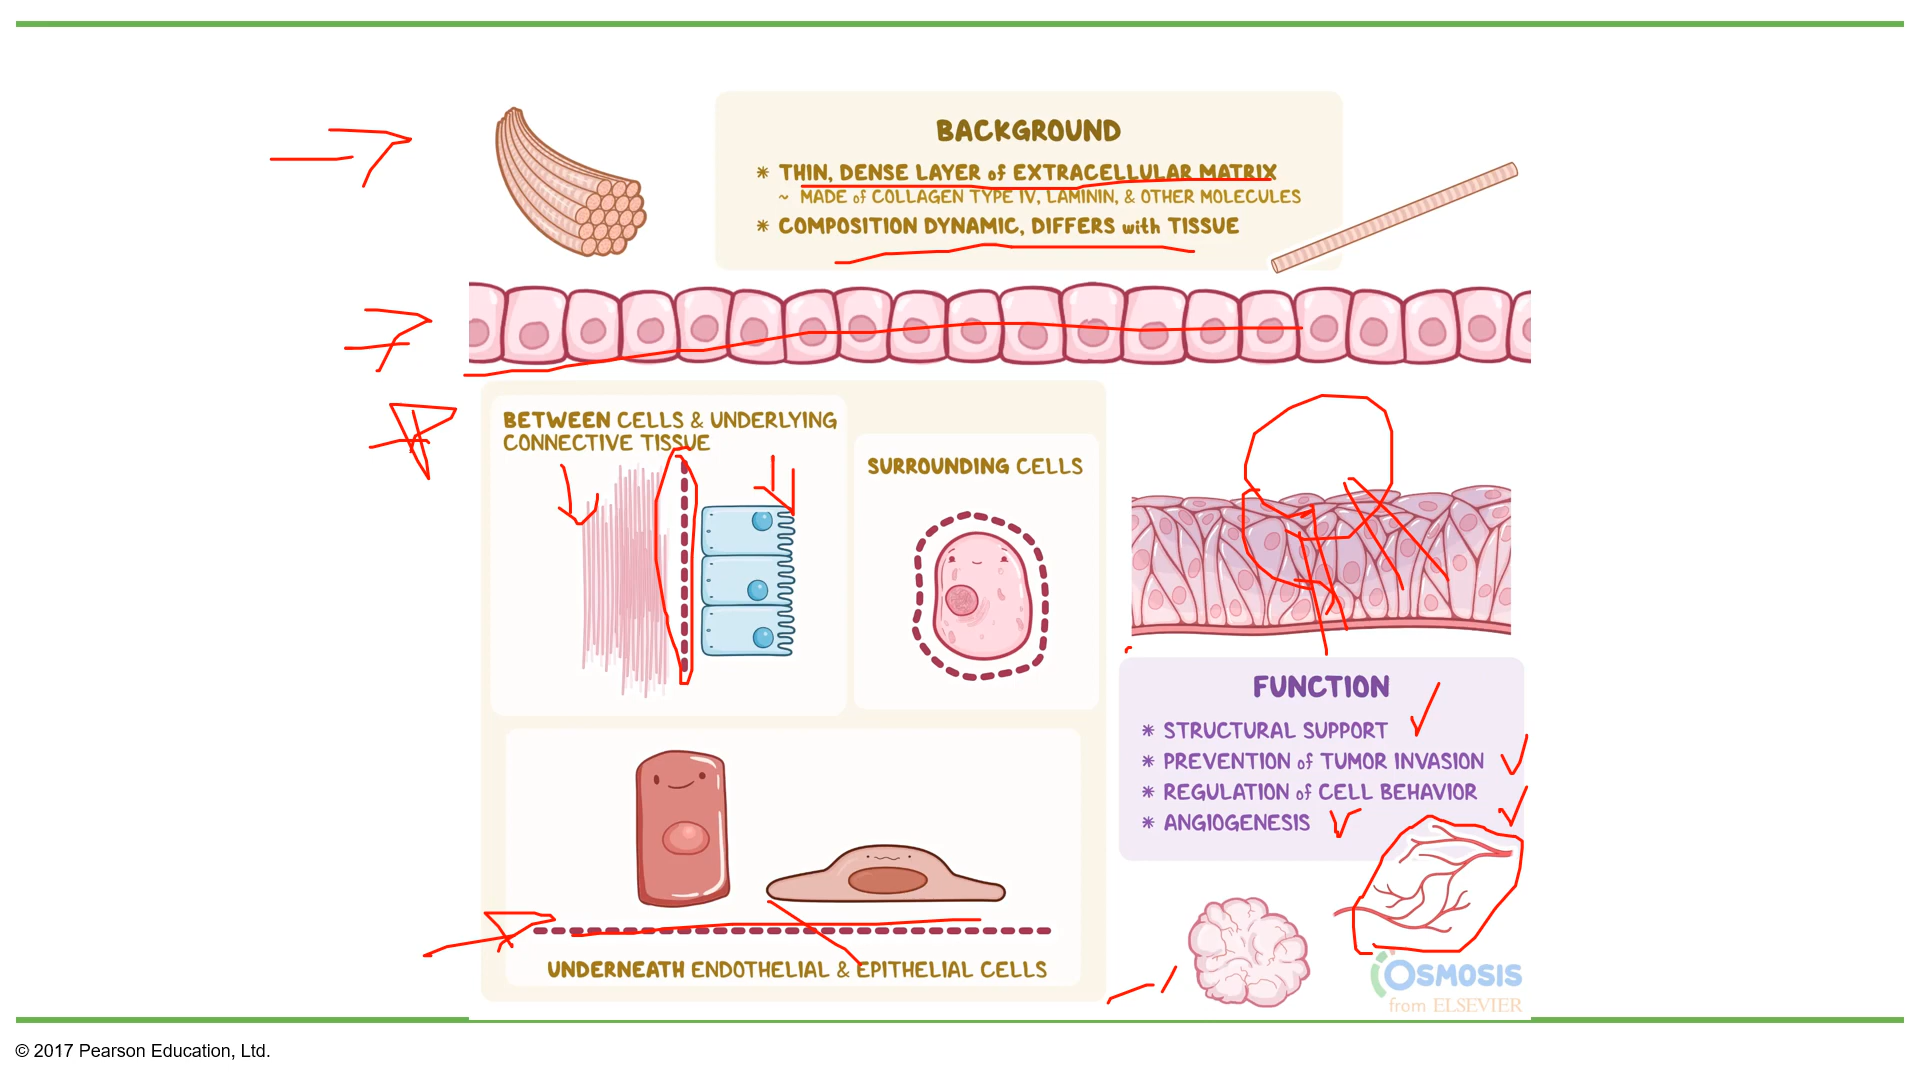 BACKGROUND
* THIN, DENSE LAYER of EXTRACELLULAR MATRIX
~ MADE of COLLAGEN TYPE IV, LAMININ, & OTHER MOLECULES
* COMPOSITION DYNAMIC, DIFFERS with TISSUE
BETWEEN CELLS & UNDERLYING
CONNECTIVE TISSUE
SURROUNDING CELLS
UNDERNEATH ENDOTHELIAL & EPITHELIAL CELLS
FUNCTION
* STRUCTURAL SUPPORT
* PREVENTION of TUMOR INVASION
* REGULATION of CELL BEHAVIOR
* ANGIOGENESIS
OSMOSIS
from ELSEVIER
© 2017 Pearson Education, Ltd.